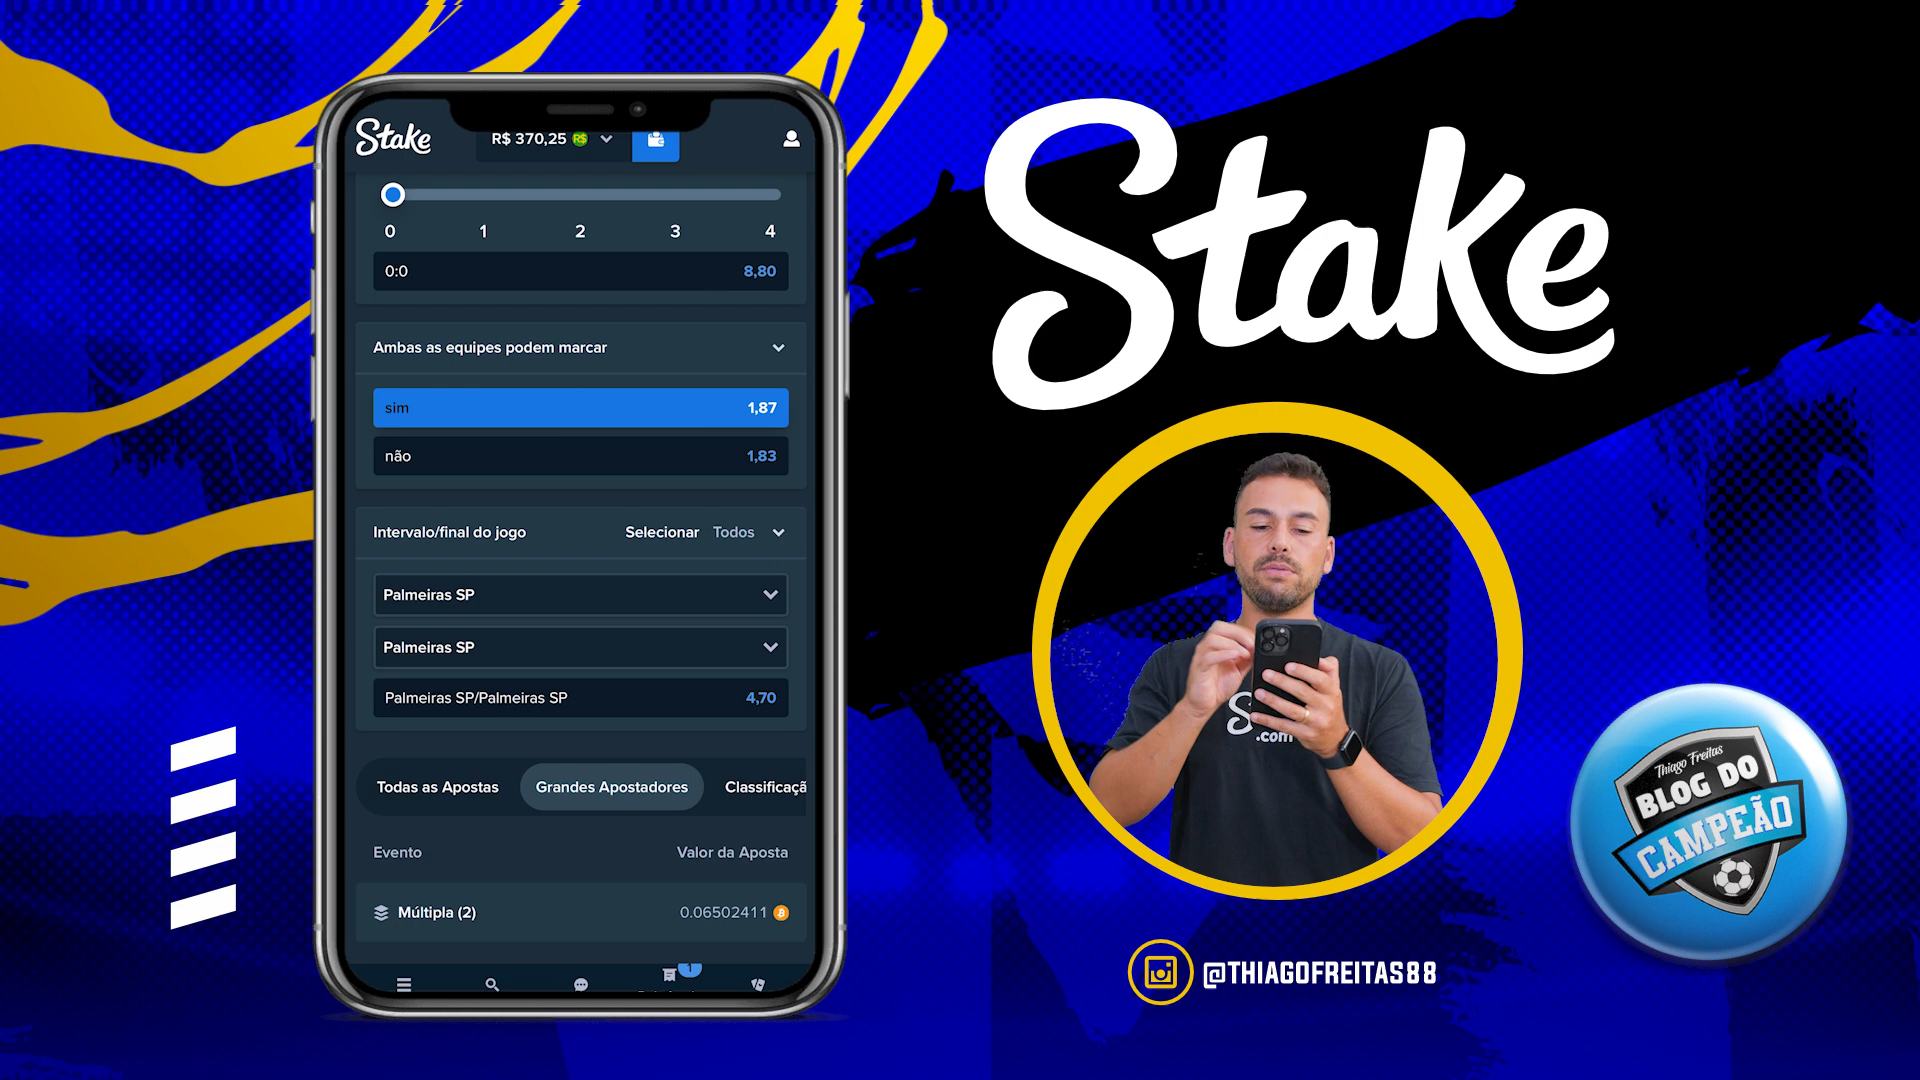 Stake
R$ 370,25 R$
0 1 2 3 4
0:0 8,80
Ambas as equipes podem marcar
sim 1,87
não 1,83
Intervalo/final do jogo Selecionar Todos
Palmeiras SP
Palmeiras SP
Palmeiras SP/Palmeiras SP 4,70
Todas as Apostas Grandes Apostadores Classificaçã
Evento Valor da Aposta
Múltipla (2) 0.06502411
1
Stake
.com
@THIAGOFREITAS88
Thiago Freitas
BLOG DO
CAMPEÃO